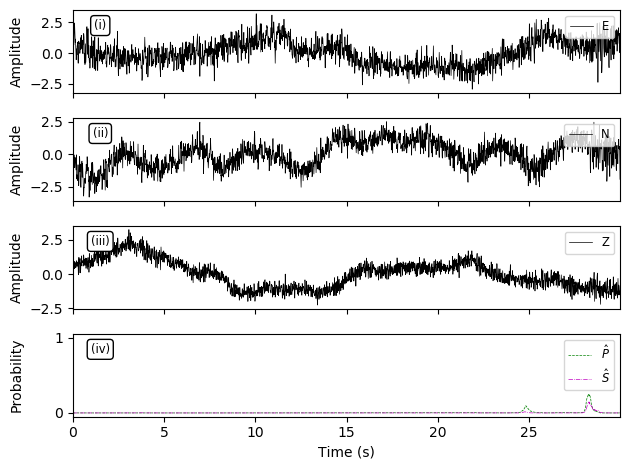 Amplitude
2.5
0.0
−2.5
(i)
E
Amplitude
2.5
0.0
−2.5
(ii)
N
Amplitude
2.5
0.0
−2.5
(iii)
Z
Probability
1
0
(iv)
P̂
Ŝ
0 5 10 15 20 25
Time (s)